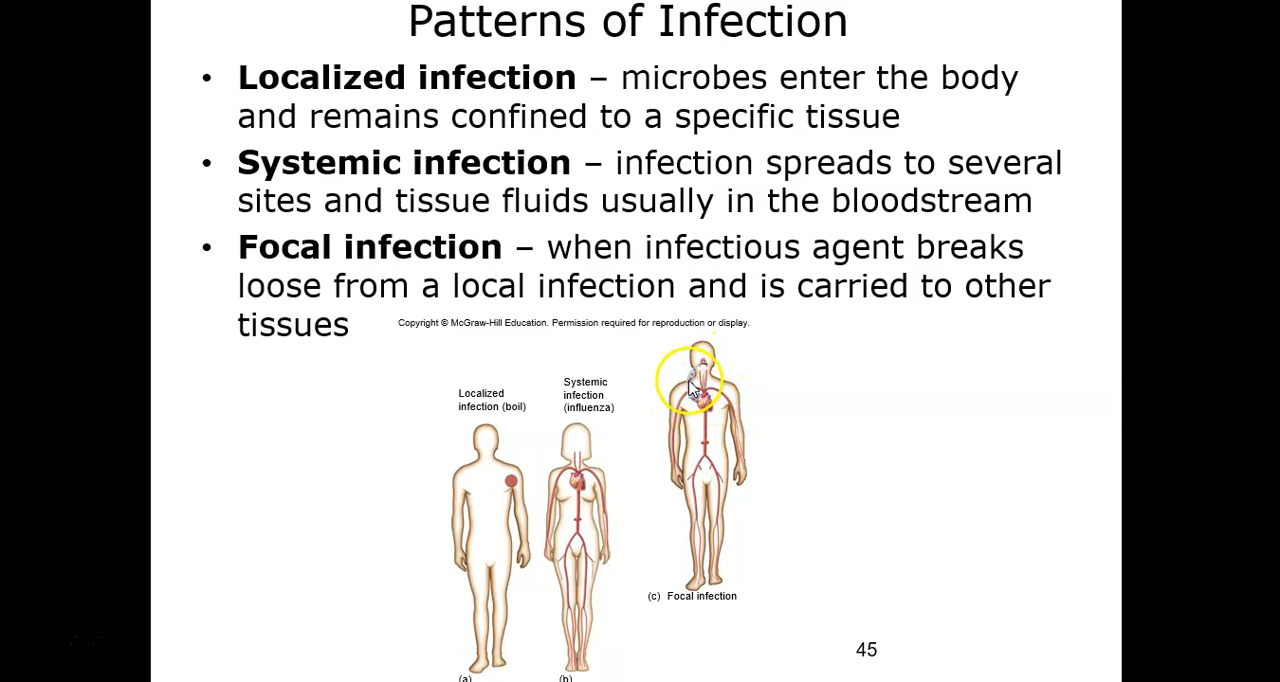 Patterns of Infection
• Localized infection – microbes enter the body
and remains confined to a specific tissue
• Systemic infection – infection spreads to several
sites and tissue fluids usually in the bloodstream
• Focal infection – when infectious agent breaks
loose from a local infection and is carried to other
tissues
Copyright © McGraw-Hill Education. Permission required for reproduction or display.
Localized
infection (boil)
Systemic
infection
(influenza)
(a)
(b)
(c) Focal infection
45